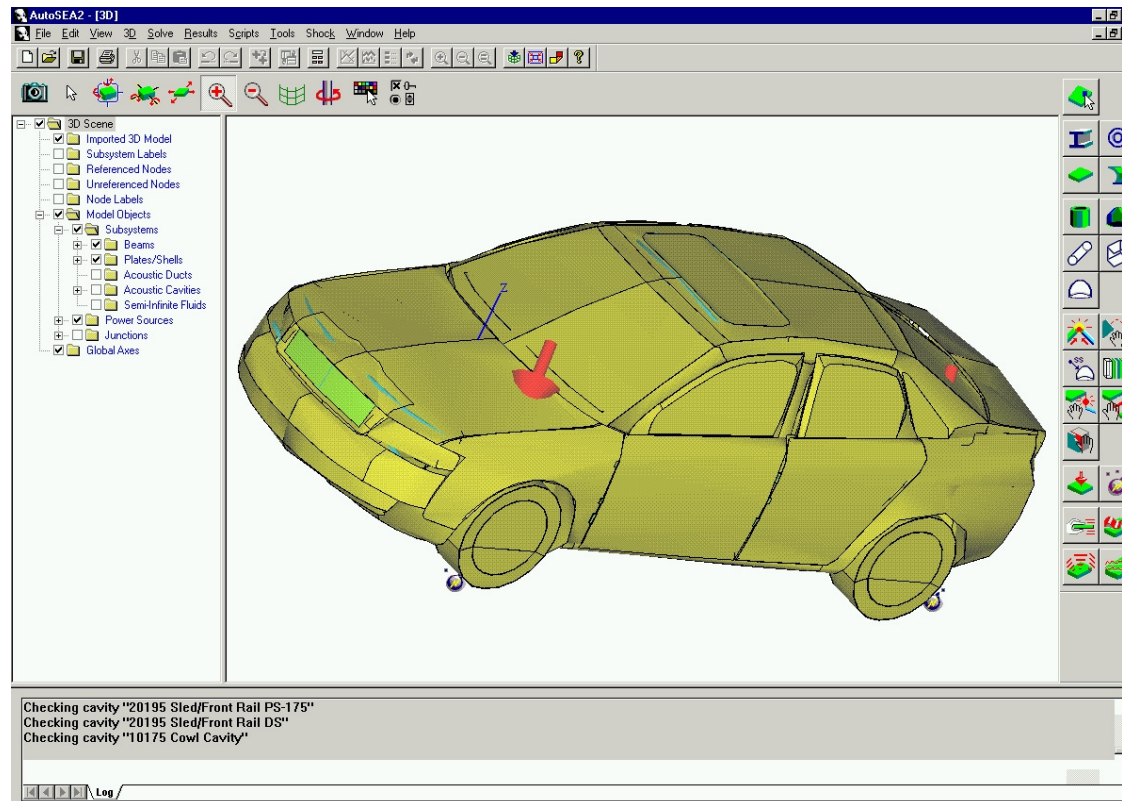 AutoSEA2 - [3D]
File Edit View 3D Solve Results Scripts Tools Shock Window Help
3D Scene
Imported 3D Model
Subsystem Labels
Referenced Nodes
Unreferenced Nodes
Node Labels
Model Objects
Subsystems
Beams
Plates/Shells
Acoustic Ducts
Acoustic Cavities
Semi-Infinite Fluids
Power Sources
Junctions
Global Axes
Z
SS
Checking cavity "20195 Sled/Front Rail PS-175"
Checking cavity "20195 Sled/Front Rail DS"
Checking cavity "10175 Cowl Cavity"
Log